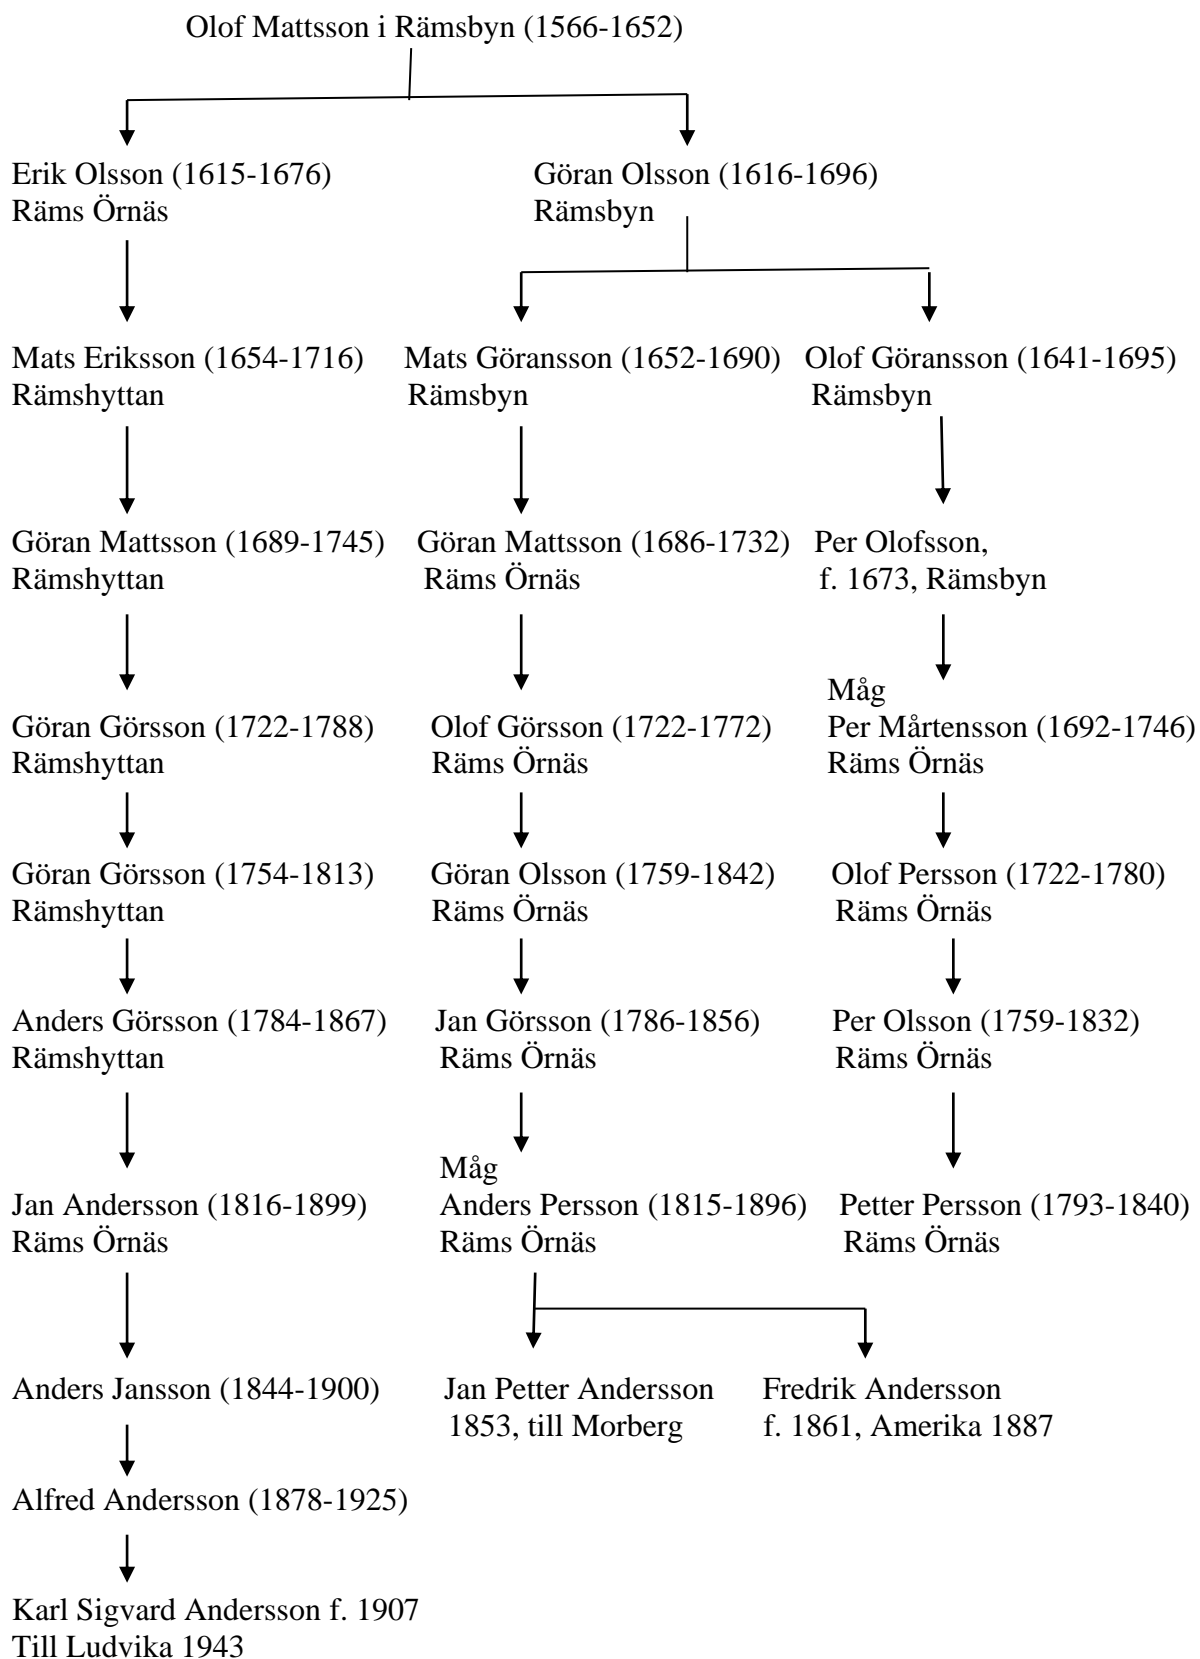 Olof Mattsson i Rämsbyn (1566-1652)
Erik Olsson (1615-1676)
Räms Örnäs
Göran Olsson (1616-1696)
Rämsbyn
Mats Eriksson (1654-1716)
Rämshyttan
Mats Göransson (1652-1690)
Rämsbyn
Olof Göransson (1641-1695)
Rämsbyn
Göran Mattsson (1689-1745)
Rämshyttan
Göran Mattsson (1686-1732)
Räms Örnäs
Per Olofsson,
f. 1673, Rämsbyn
Göran Görsson (1722-1788)
Rämshyttan
Olof Görsson (1722-1772)
Räms Örnäs
Måg
Per Mårtensson (1692-1746)
Räms Örnäs
Göran Görsson (1754-1813)
Rämshyttan
Göran Olsson (1759-1842)
Räms Örnäs
Olof Persson (1722-1780)
Räms Örnäs
Anders Görsson (1784-1867)
Rämshyttan
Jan Görsson (1786-1856)
Räms Örnäs
Per Olsson (1759-1832)
Räms Örnäs
Jan Andersson (1816-1899)
Räms Örnäs
Måg
Anders Persson (1815-1896)
Räms Örnäs
Petter Persson (1793-1840)
Räms Örnäs
Anders Jansson (1844-1900)
Jan Petter Andersson
1853, till Morberg
Fredrik Andersson
f. 1861, Amerika 1887
Alfred Andersson (1878-1925)
Karl Sigvard Andersson f. 1907
Till Ludvika 1943